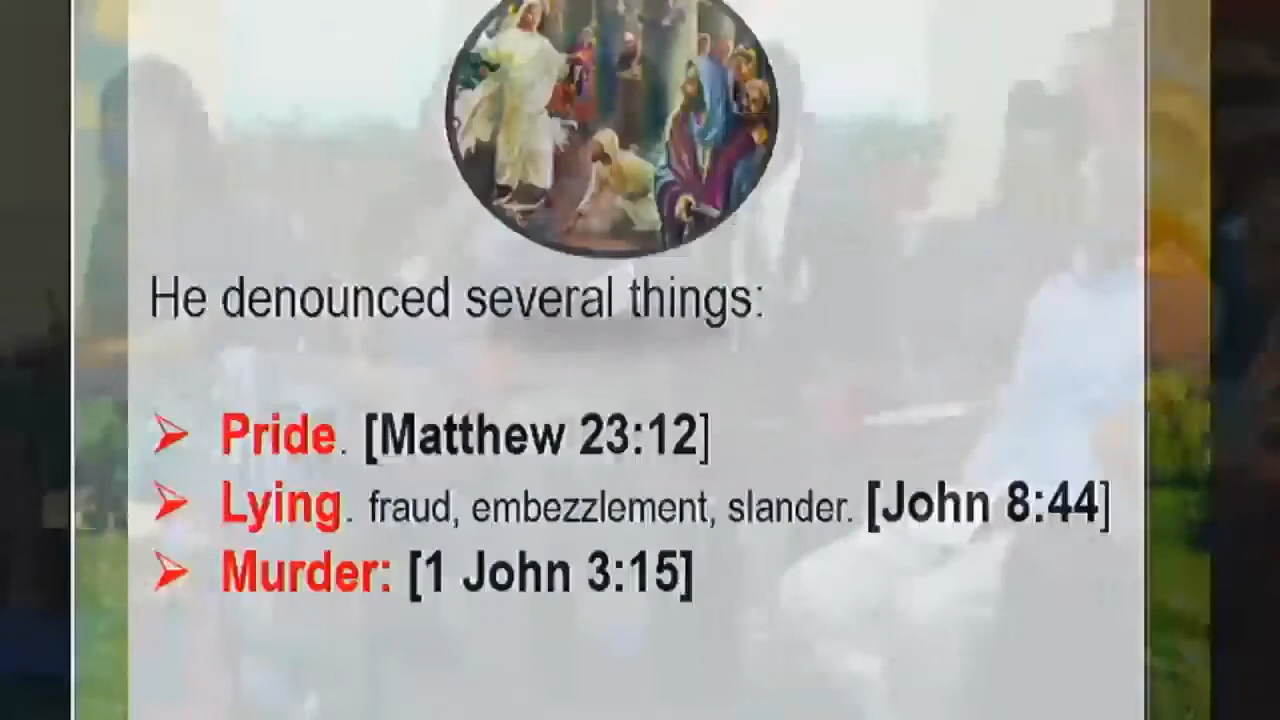 He denounced several things:
Pride. [Matthew 23:12]
Lying. fraud, embezzlement, slander. [John 8:44]
Murder: [1 John 3:15]